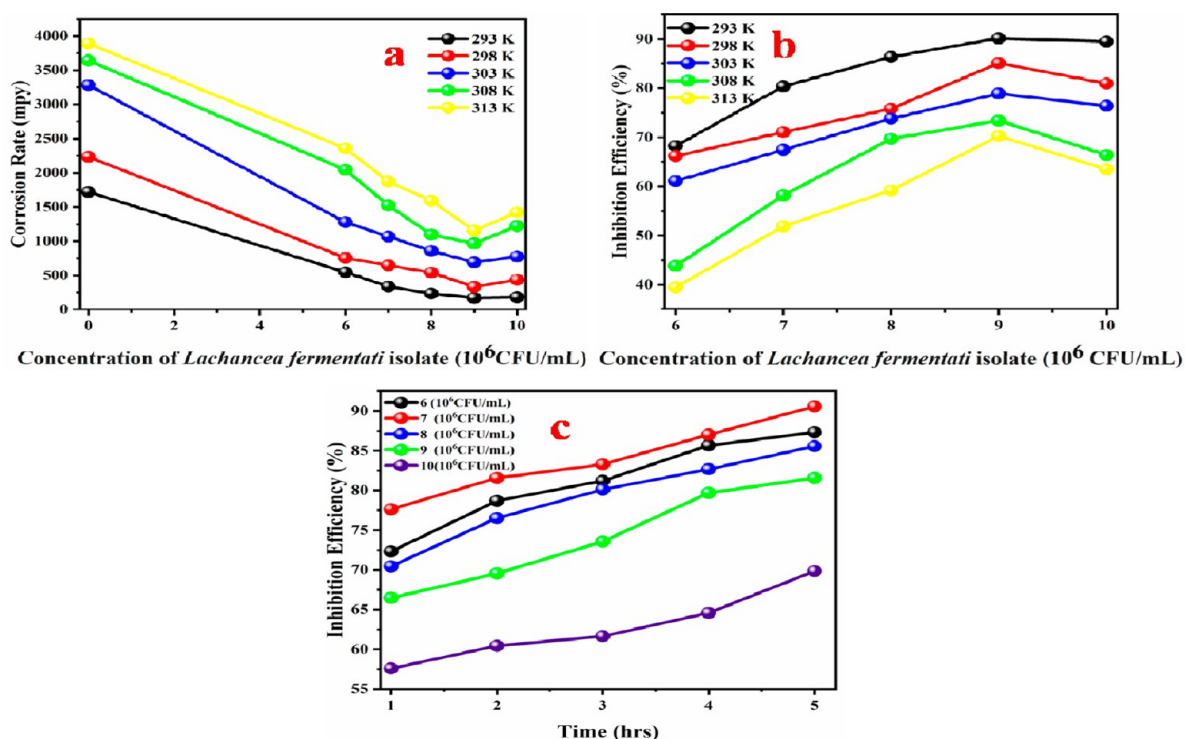 a
293 K
298 K
303 K
308 K
313 K
4000
3500
3000
2500
2000
1500
1000
500
0
Corrosion Rate (mpy)
0 2 4 6 8 10
Concentration of Lachancea fermentati isolate (10⁶CFU/mL)
b
293 K
298 K
303 K
308 K
313 K
90
80
70
60
50
40
Inhibition Efficiency (%)
6 7 8 9 10
Concentration of Lachancea fermentati isolate (10⁶ CFU/mL)
c
6 (10⁶CFU/mL)
7 (10⁶CFU/mL)
8 (10⁶CFU/mL)
9 (10⁶CFU/mL)
10(10⁶CFU/mL)
90
85
80
75
70
65
60
55
Inhibition Efficiency (%)
1 2 3 4 5
Time (hrs)